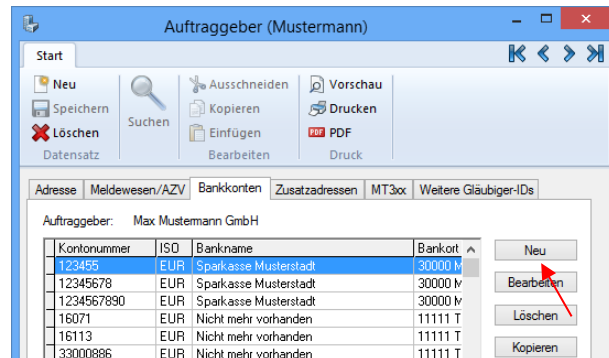 Auftraggeber (Mustermann)
Start
Neu
Speichern
Löschen
Datensatz
Suchen
Ausschneiden
Kopieren
Einfügen
Bearbeiten
Vorschau
Drucken
PDF PDF
Druck
Adresse Meldewesen/AZV Bankkonten Zusatzadressen MT3xx Weitere Gläubiger-IDs
Auftraggeber: Max Mustermann GmbH
Kontonummer ISO Bankname Bankort
123455 EUR Sparkasse Musterstadt 30000 M
12345678 EUR Sparkasse Musterstadt 30000 M
1234567890 EUR Sparkasse Musterstadt 30000 M
16071 EUR Nicht mehr vorhanden 11111 T
16113 EUR Nicht mehr vorhanden 11111 T
33000886 EUR Nicht mehr vorhanden 11111 T
Neu
Bearbeiten
Löschen
Kopieren